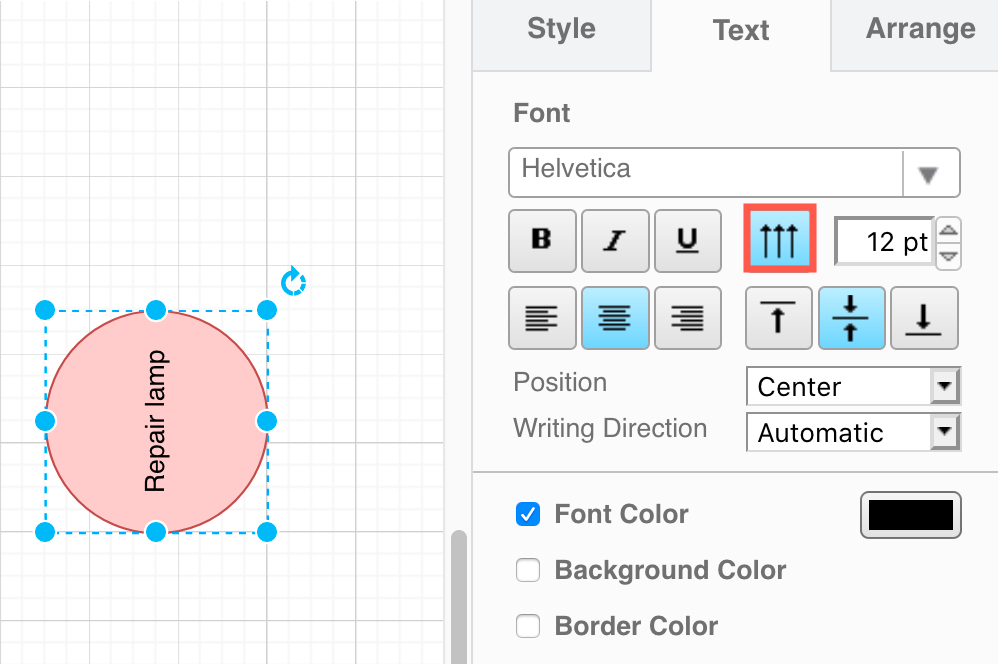 Style
Text
Arrange
Font
Helvetica
B
I
U
12 pt
Position
Center
Writing Direction
Automatic
Font Color
Background Color
Border Color
Repair lamp